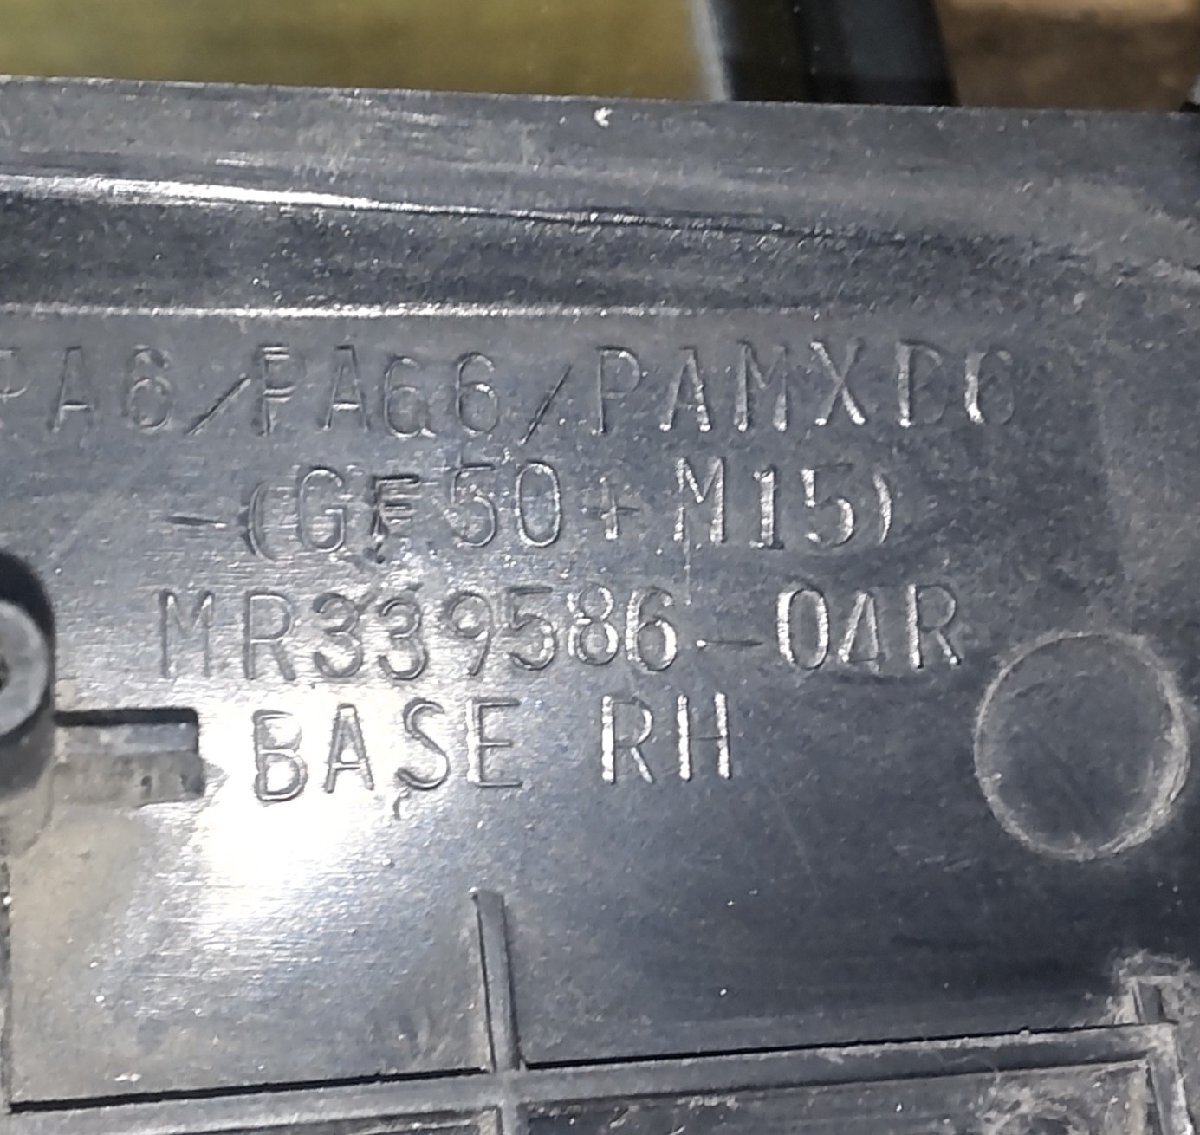 PA6/PA66/PAMXD6
-(GF50+M15)
MR339586-04R
BASE RH